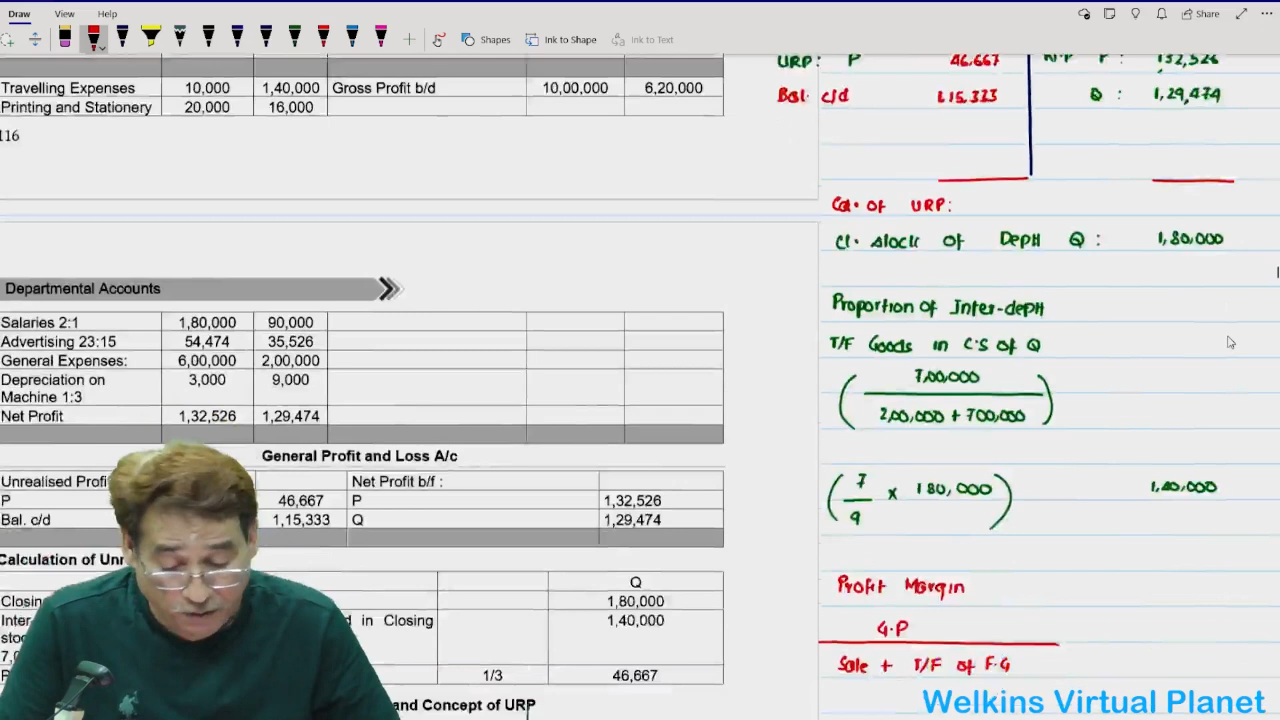 Draw View Help
Shapes Ink to Shape Ink to Text Share
Travelling Expenses 10,000 1,40,000 Gross Profit b/d 10,00,000 6,20,000
Printing and Stationery 20,000 16,000
116
Departmental Accounts
Salaries 2:1 1,80,000 90,000
Advertising 23:15 54,474 35,526
General Expenses: 6,00,000 2,00,000
Depreciation on 3,000 9,000
Machine 1:3
Net Profit 1,32,526 1,29,474
General Profit and Loss A/c
Unrealised Profi Net Profit b/f :
P 46,667 P 1,32,526
Bal. c/d 1,15,333 Q 1,29,474
Calculation of Unr
Q
Closin 1,80,000
Inter- d in Closing 1,40,000
stoc
7,0
P 1/3 46,667
and Concept of URP
URP: P 46,667 N.P P : 132,526
Bal. c/d 1,15,333 Q : 1,29,474
Cal. of URP:
Cl. stock of Deptt Q : 1,80,000
Proportion of Inter-deptt
T/F Goods in C.S of Q
( 7,00,000
2,00,000 + 700,000 )
( 7
9 x 180,000 ) 1,40,000
Profit Margin
G.P
Sale + T/F of F.G
Welkins Virtual Planet